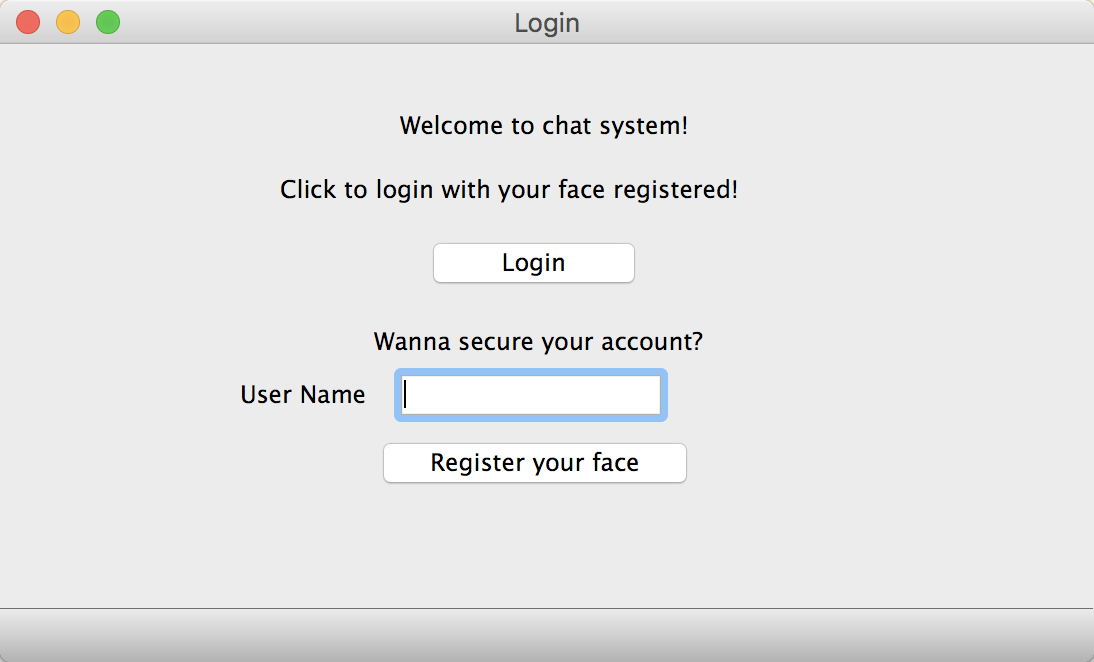 Login
Welcome to chat system!
Click to login with your face registered!
Login
Wanna secure your account?
User Name
Register your face